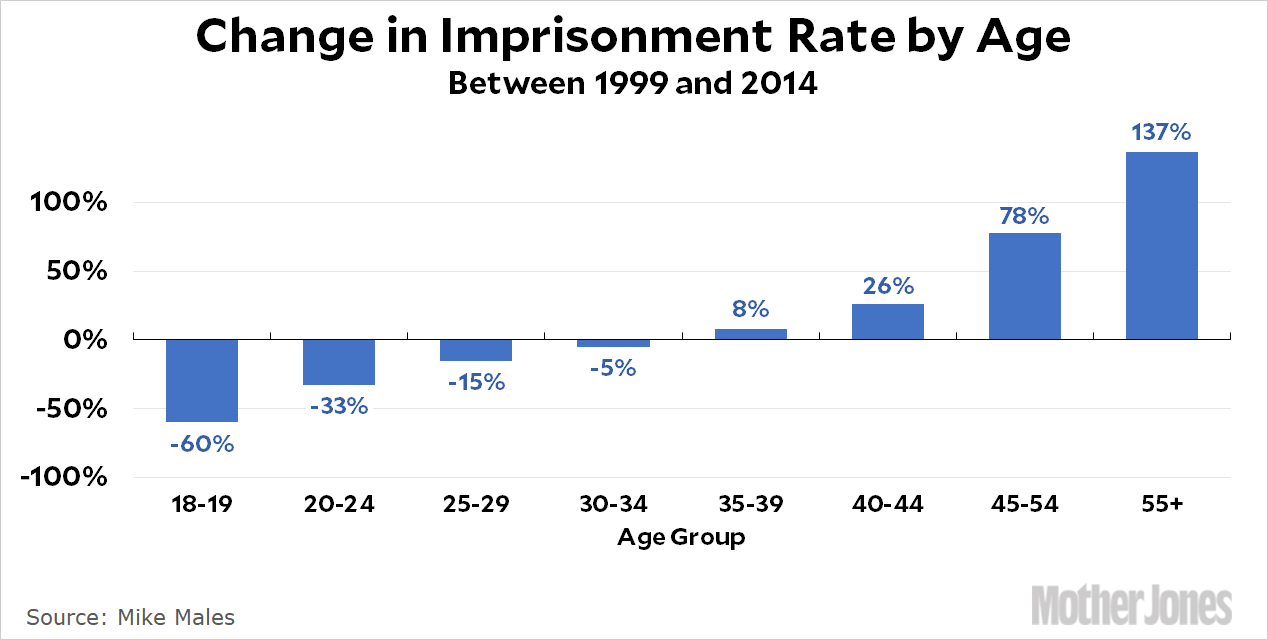 Change in Imprisonment Rate by Age
Between 1999 and 2014
137%
100%
78%
50%
26%
8%
0%
-5%
-15%
-33%
-50%
-60%
-100%
18-19 20-24 25-29 30-34 35-39 40-44 45-54 55+
Age Group
Source: Mike Males
Mother Jones